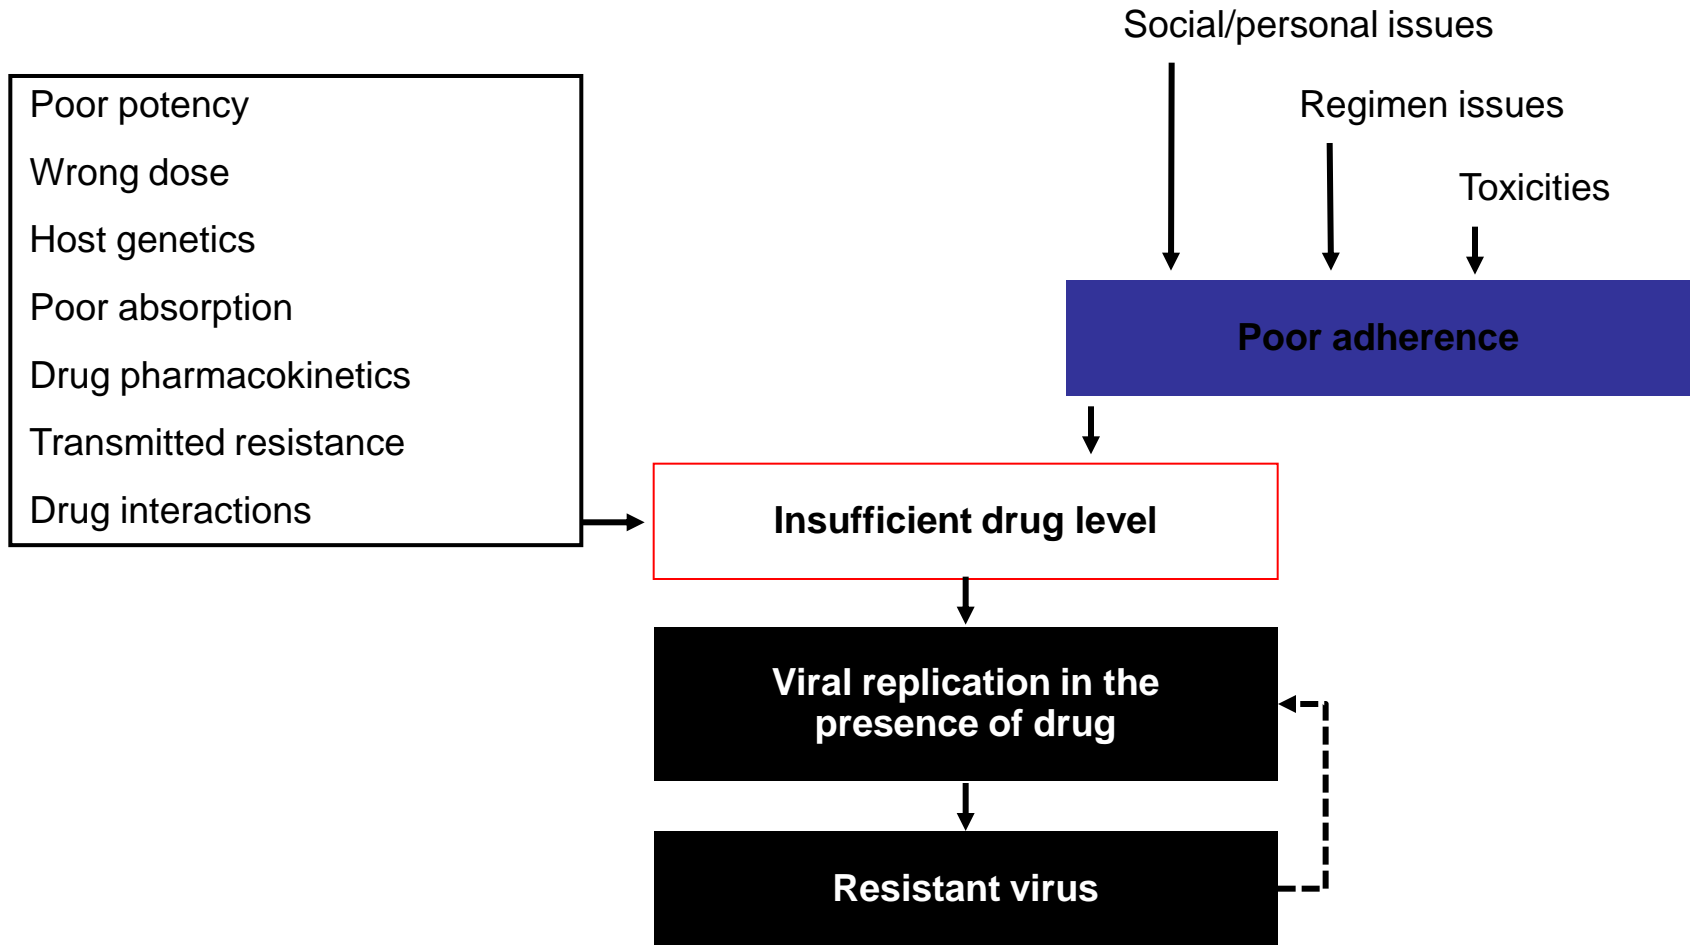 Social/personal issues
Poor potency
Regimen issues
Wrong dose
Toxicities
Host genetics
Poor absorption
Poor adherence
Drug pharmacokinetics
Transmitted resistance
Drug interactions
Insufficient drug level
Viral replication in the
presence of drug
Resistant virus